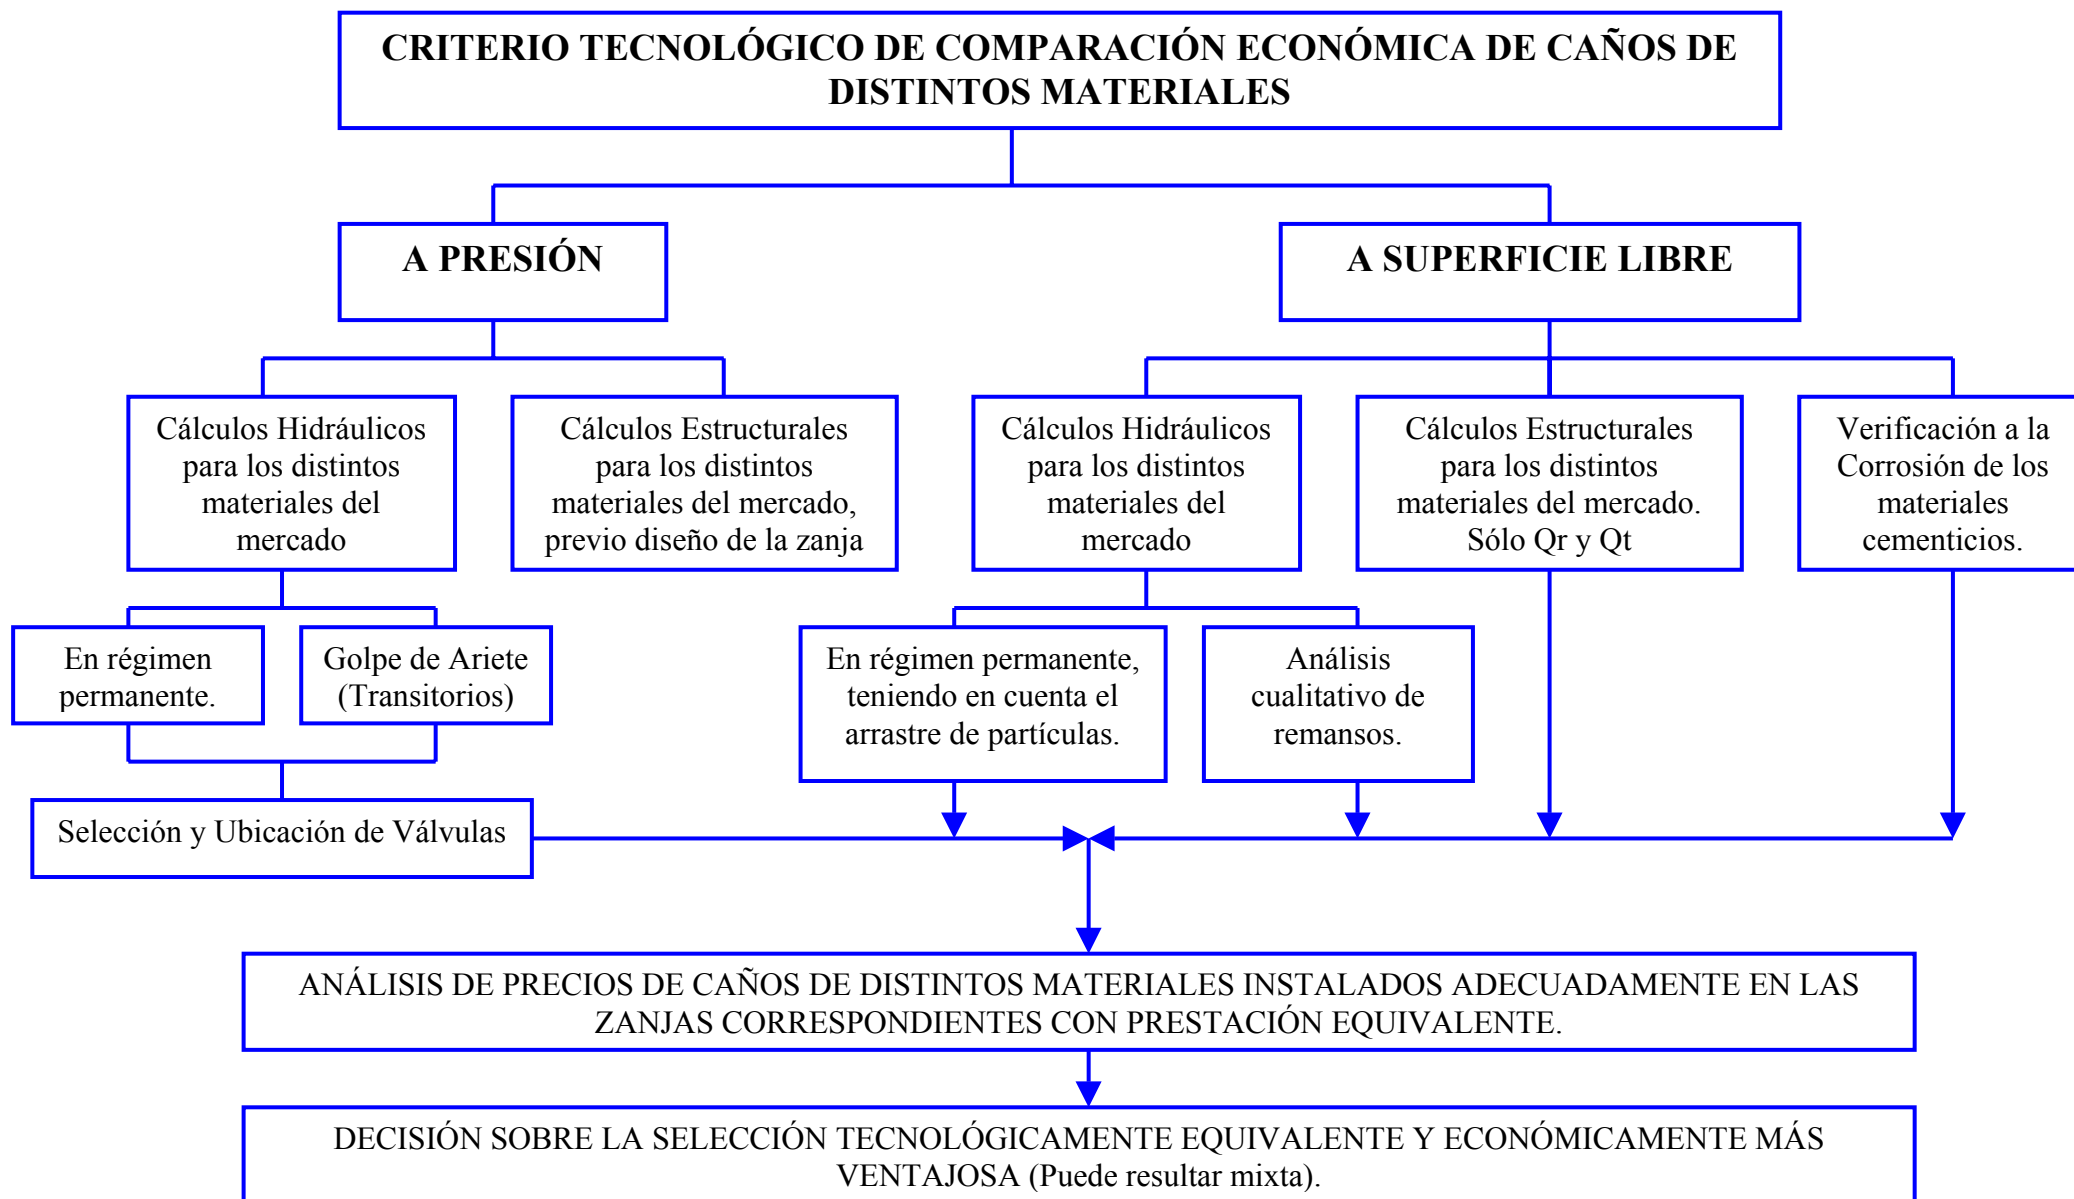 CRITERIO TECNOLÓGICO DE COMPARACIÓN ECONÓMICA DE CAÑOS DE
DISTINTOS MATERIALES
A PRESIÓN
A SUPERFICIE LIBRE
Cálculos Hidráulicos
para los distintos
materiales del
mercado
Cálculos Estructurales
para los distintos
materiales del mercado,
previo diseño de la zanja
Cálculos Hidráulicos
para los distintos
materiales del
mercado
Cálculos Estructurales
para los distintos
materiales del mercado.
Sólo Qr y Qt
Verificación a la
Corrosión de los
materiales
cementicios.
En régimen
permanente.
Golpe de Ariete
(Transitorios)
En régimen permanente,
teniendo en cuenta el
arrastre de partículas.
Análisis
cualitativo de
remansos.
Selección y Ubicación de Válvulas
ANÁLISIS DE PRECIOS DE CAÑOS DE DISTINTOS MATERIALES INSTALADOS ADECUADAMENTE EN LAS
ZANJAS CORRESPONDIENTES CON PRESTACIÓN EQUIVALENTE.
DECISIÓN SOBRE LA SELECCIÓN TECNOLÓGICAMENTE EQUIVALENTE Y ECONÓMICAMENTE MÁS
VENTAJOSA (Puede resultar mixta).